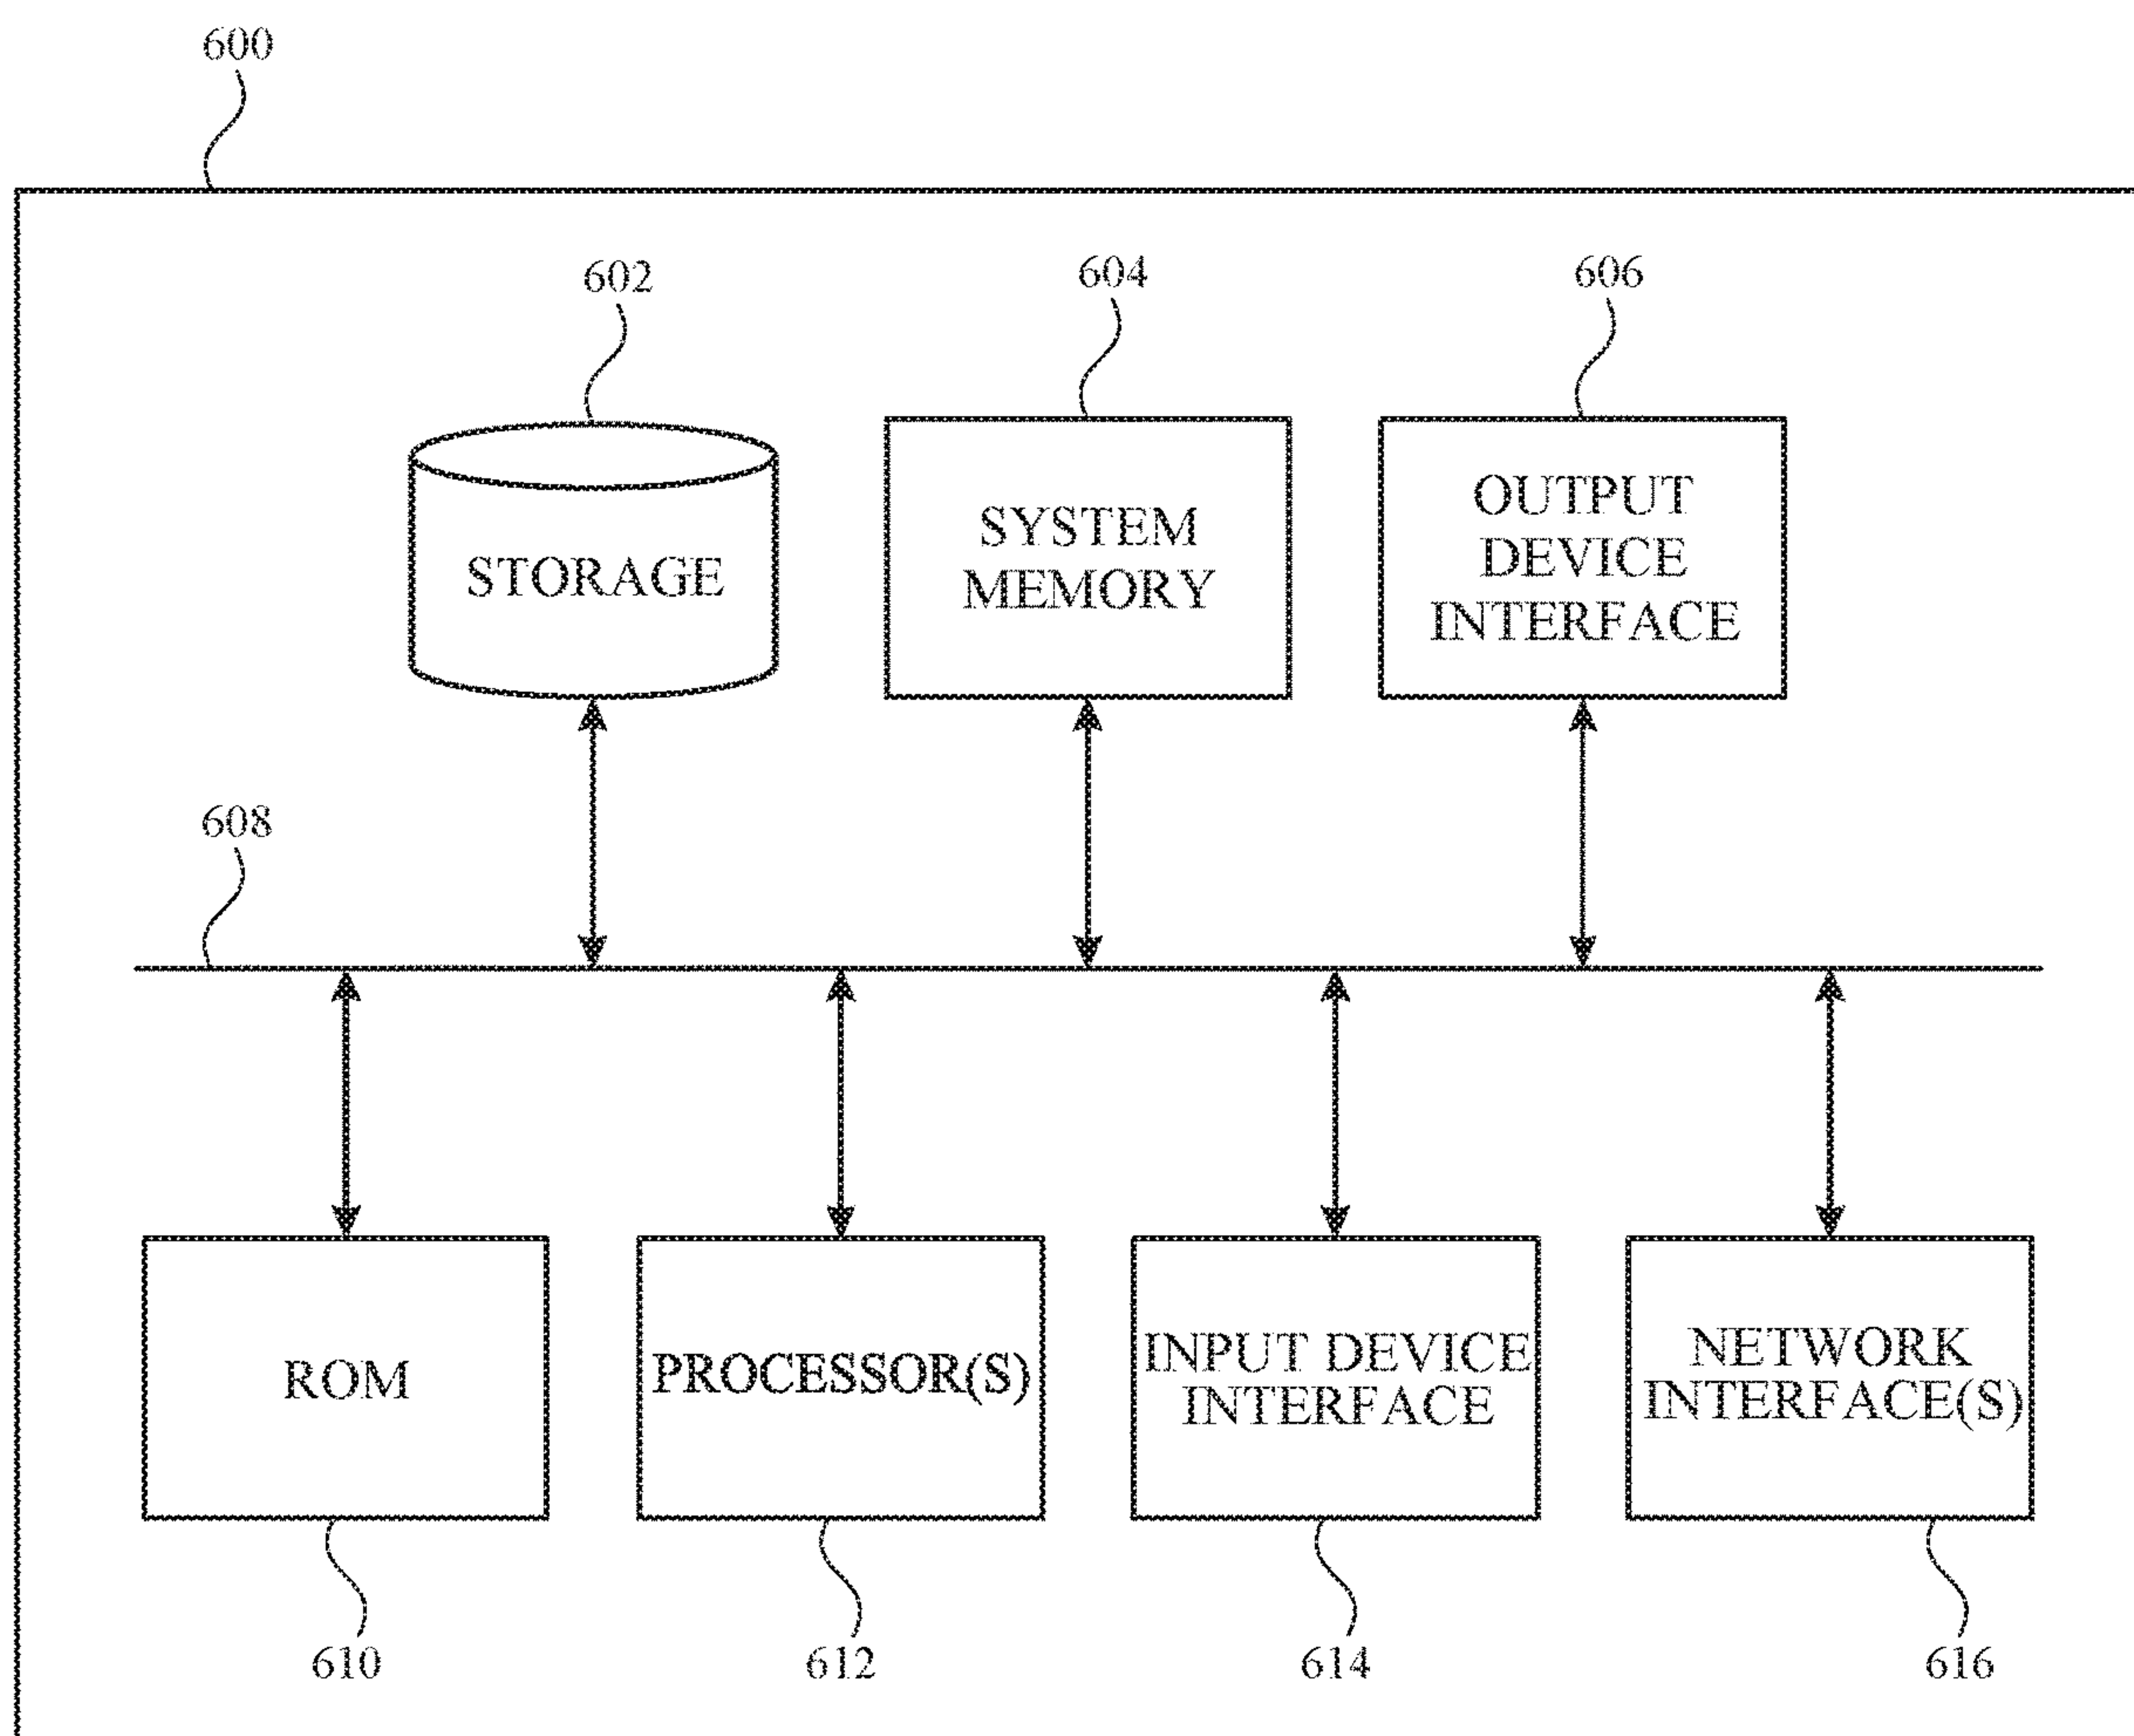 600
602
604
606
STORAGE
SYSTEM
MEMORY
OUTPUT
DEVICE
INTERFACE
608
ROM
PROCESSOR(S)
INPUT DEVICE
INTERFACE
NETWORK
INTERFACE(S)
610
612
614
616